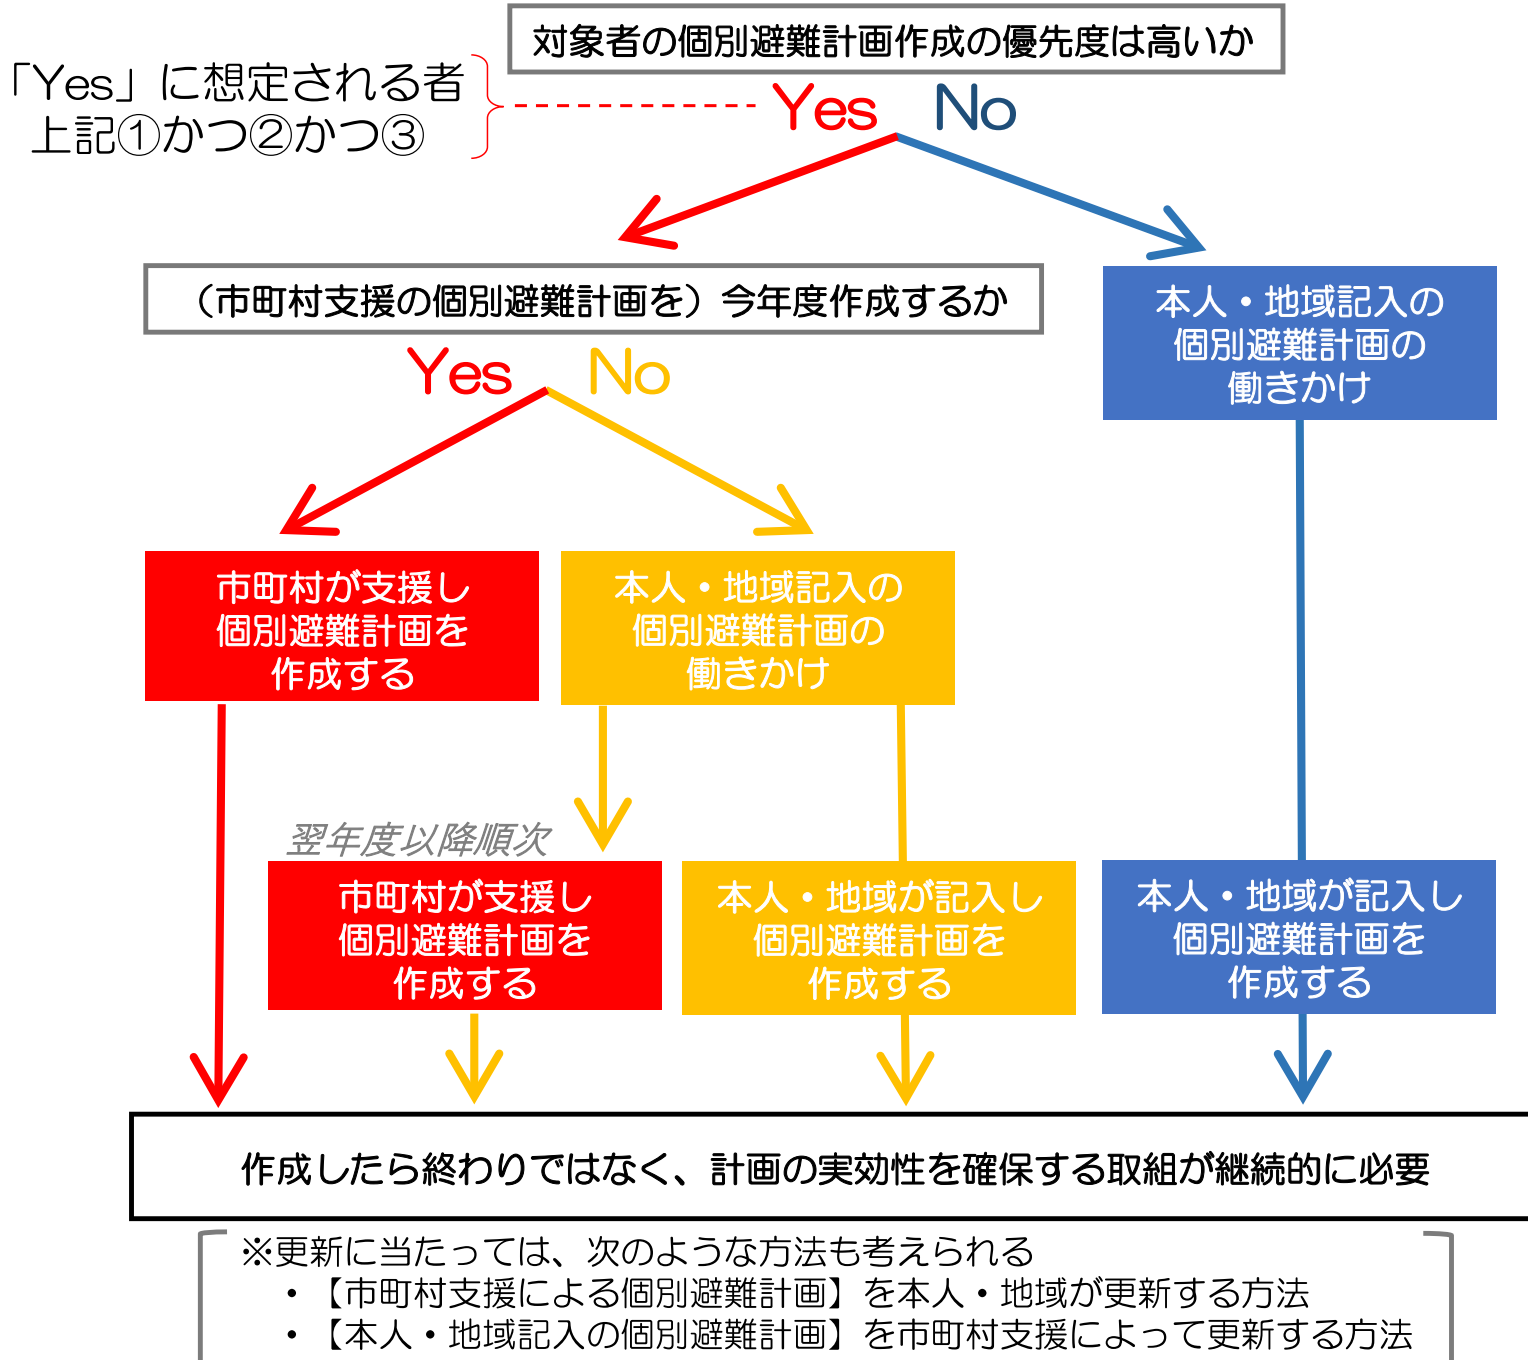 対象者の個別避難計画作成の優先度は高いか
「Yes」に想定される者
上記①かつ②かつ③
Yes No
（市町村支援の個別避難計画を）今年度作成するか
本人・地域記入の
個別避難計画の
働きかけ
Yes No
市町村が支援し
個別避難計画を
作成する
本人・地域記入の
個別避難計画の
働きかけ
翌年度以降順次
市町村が支援し
個別避難計画を
作成する
本人・地域が記入し
個別避難計画を
作成する
本人・地域が記入し
個別避難計画を
作成する
作成したら終わりではなく、計画の実効性を確保する取組が継続的に必要
※更新に当たっては、次のような方法も考えられる
・【市町村支援による個別避難計画】を本人・地域が更新する方法
・【本人・地域記入の個別避難計画】を市町村支援によって更新する方法